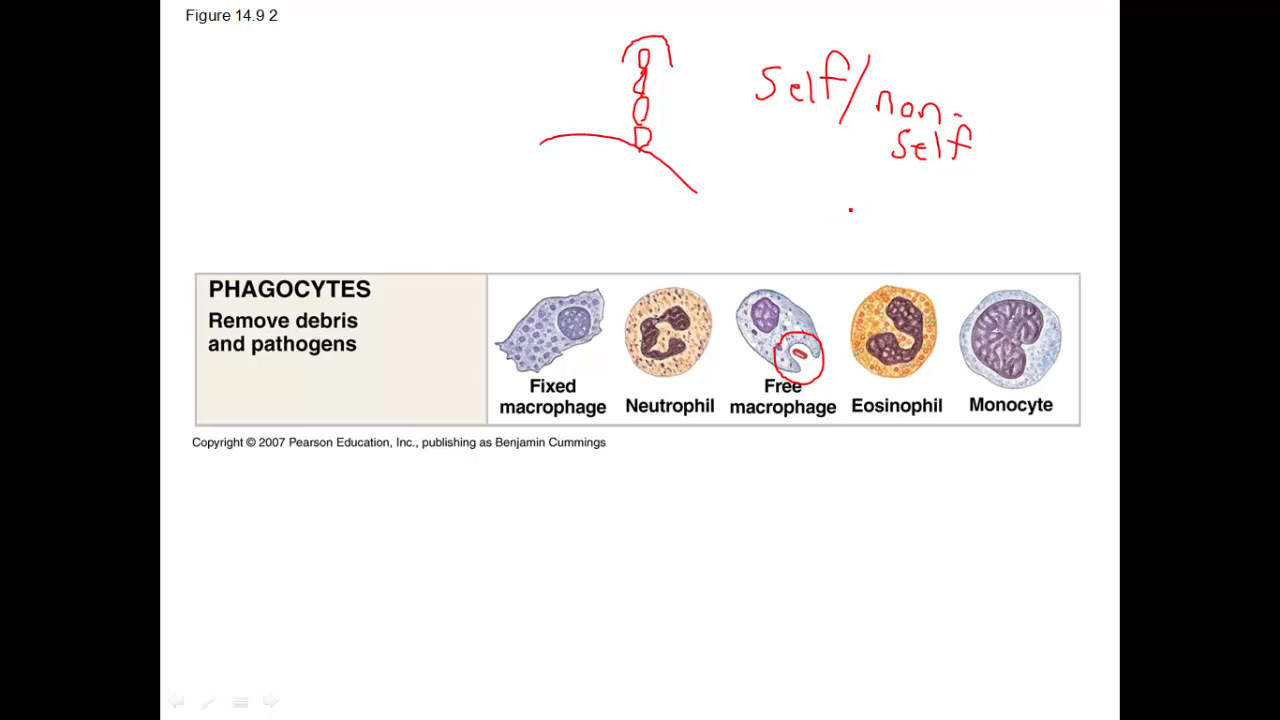 Figure 14.9 2
self/non-
self
PHAGOCYTES
Remove debris
and pathogens
Fixed
macrophage
Neutrophil
Free
macrophage
Eosinophil
Monocyte
Copyright © 2007 Pearson Education, Inc., publishing as Benjamin Cummings